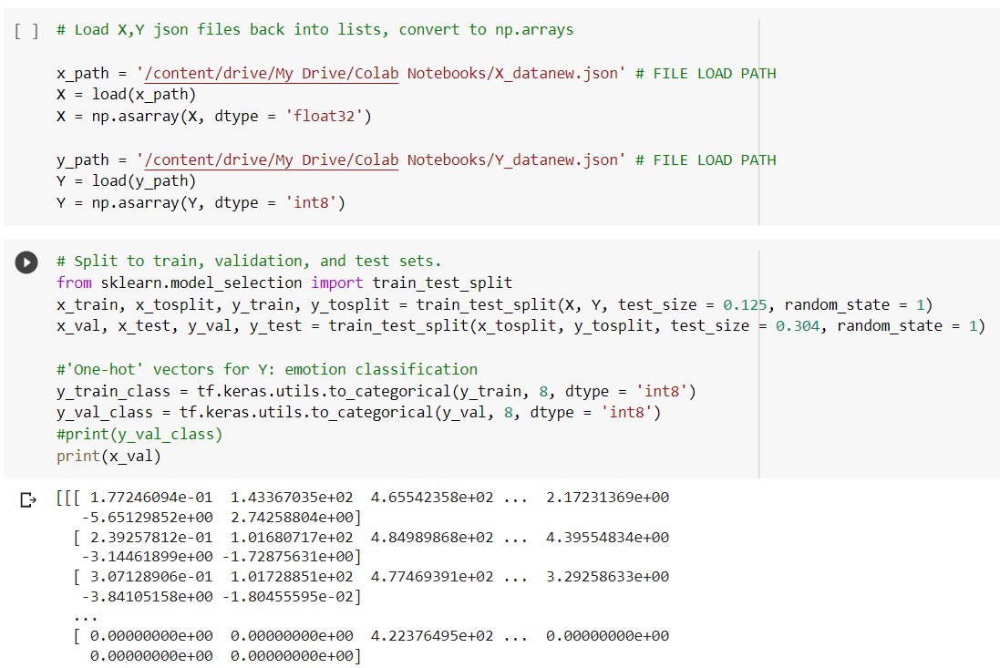 [ ] # Load X,Y json files back into lists, convert to np.arrays
x_path = '/content/drive/My Drive/Colab Notebooks/X_datanew.json' # FILE LOAD PATH
X = load(x_path)
X = np.asarray(X, dtype = 'float32')
y_path = '/content/drive/My Drive/Colab Notebooks/Y_datanew.json' # FILE LOAD PATH
Y = load(y_path)
Y = np.asarray(Y, dtype = 'int8')
# Split to train, validation, and test sets.
from sklearn.model_selection import train_test_split
x_train, x_tosplit, y_train, y_tosplit = train_test_split(X, Y, test_size = 0.125, random_state = 1)
x_val, x_test, y_val, y_test = train_test_split(x_tosplit, y_tosplit, test_size = 0.304, random_state = 1)
#'One-hot' vectors for Y: emotion classification
y_train_class = tf.keras.utils.to_categorical(y_train, 8, dtype = 'int8')
y_val_class = tf.keras.utils.to_categorical(y_val, 8, dtype = 'int8')
#print(y_val_class)
print(x_val)
[[[ 1.77246094e-01 1.43367035e+02 4.65542358e+02 ... 2.17231369e+00
-5.65129852e+00 2.74258804e+00]
[ 2.39257812e-01 1.01680717e+02 4.84989868e+02 ... 4.39554834e+00
-3.14461899e+00 -1.72875631e+00]
[ 3.07128906e-01 1.01728851e+02 4.77469391e+02 ... 3.29258633e+00
-3.84105158e+00 -1.80455595e-02]
...
[ 0.00000000e+00 0.00000000e+00 4.22376495e+02 ... 0.00000000e+00
0.00000000e+00 0.00000000e+00]